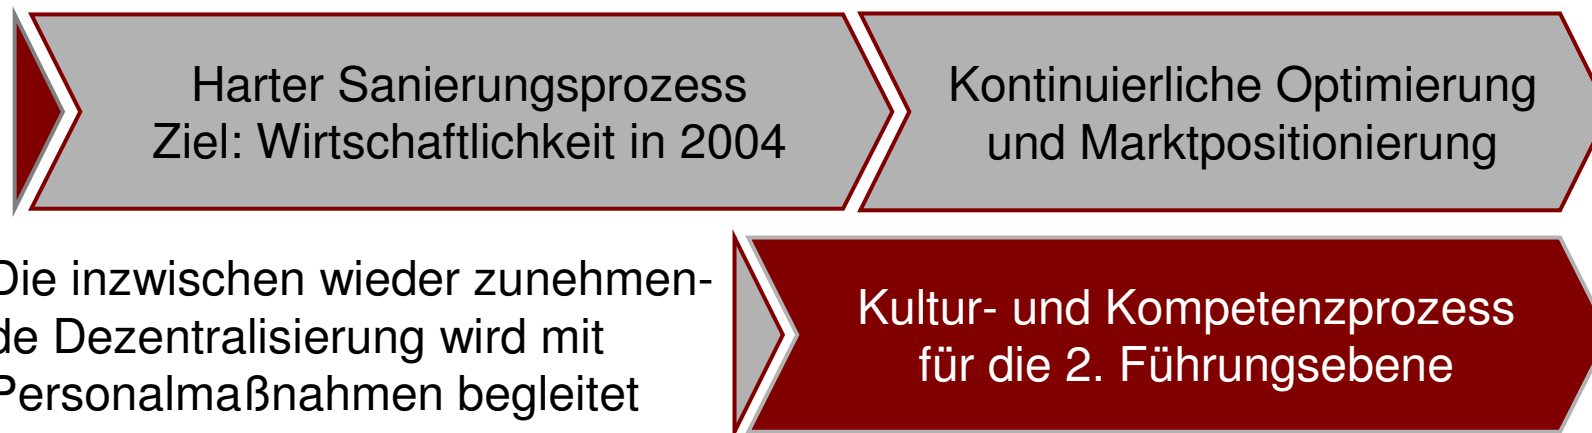 Harter Sanierungsprozess
Ziel: Wirtschaftlichkeit in 2004
Kontinuierliche Optimierung
und Marktpositionierung
Die inzwischen wieder zunehmen-
de Dezentralisierung wird mit
Personalmaßnahmen begleitet
Kultur- und Kompetenzprozess
für die 2. Führungsebene